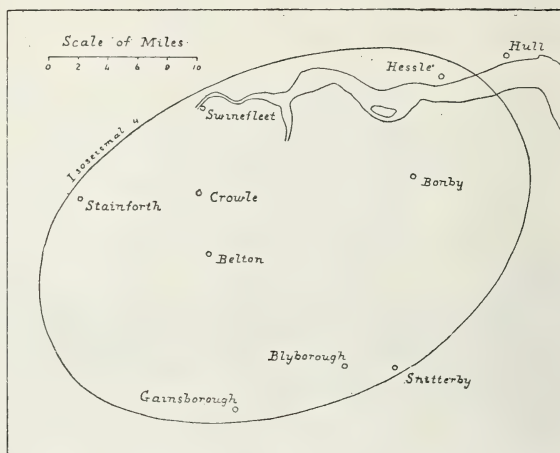 Scale of Miles
0 2 4 6 8 10
Hull
Hessle
Swinefleet
Isoseismal 4
Bonby
Crowle
Stainforth
Belton
Blyborough
Snitterby
Gainsborough